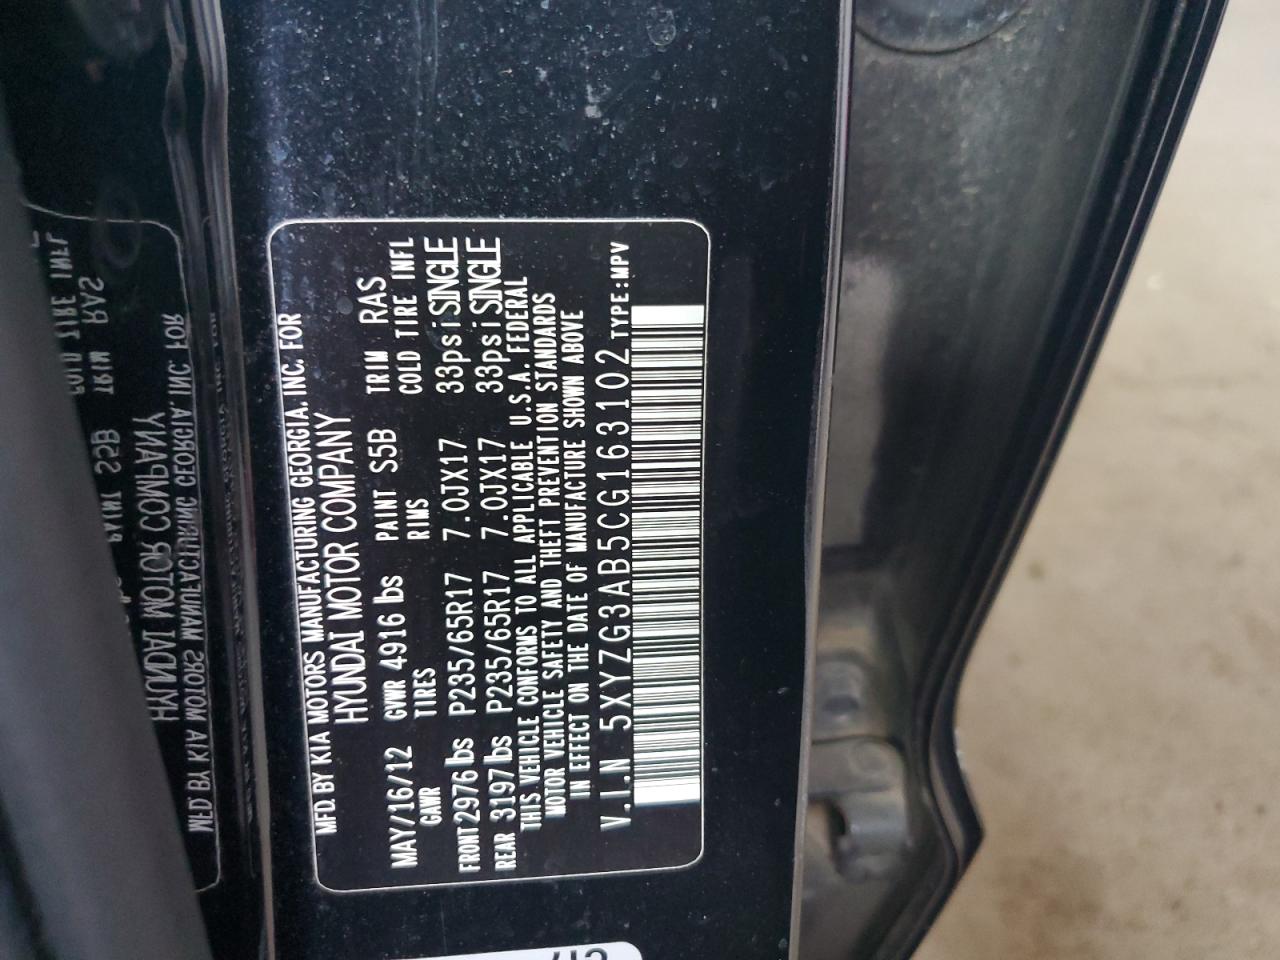 MFD. BY KIA MOTORS MANUFACTURING GEORGIA, INC. FOR
HYUNDAI MOTOR COMPANY
MAY/16/12 GVWR 4916 lbs PAINT S5B TRIM RAS
GAWR TIRES RIMS COLD TIRE INFL
FRONT 2976 lbs P235/65R17 7.0JX17 33psi SINGLE
REAR 3197 lbs P235/65R17 7.0JX17 33psi SINGLE
THIS VEHICLE CONFORMS TO ALL APPLICABLE U.S.A. FEDERAL
MOTOR VEHICLE SAFETY AND THEFT PREVENTION STANDARDS
IN EFFECT ON THE DATE OF MANUFACTURE SHOWN ABOVE
V.I.N 5XYZG3AB5CG163102 TYPE:MPV